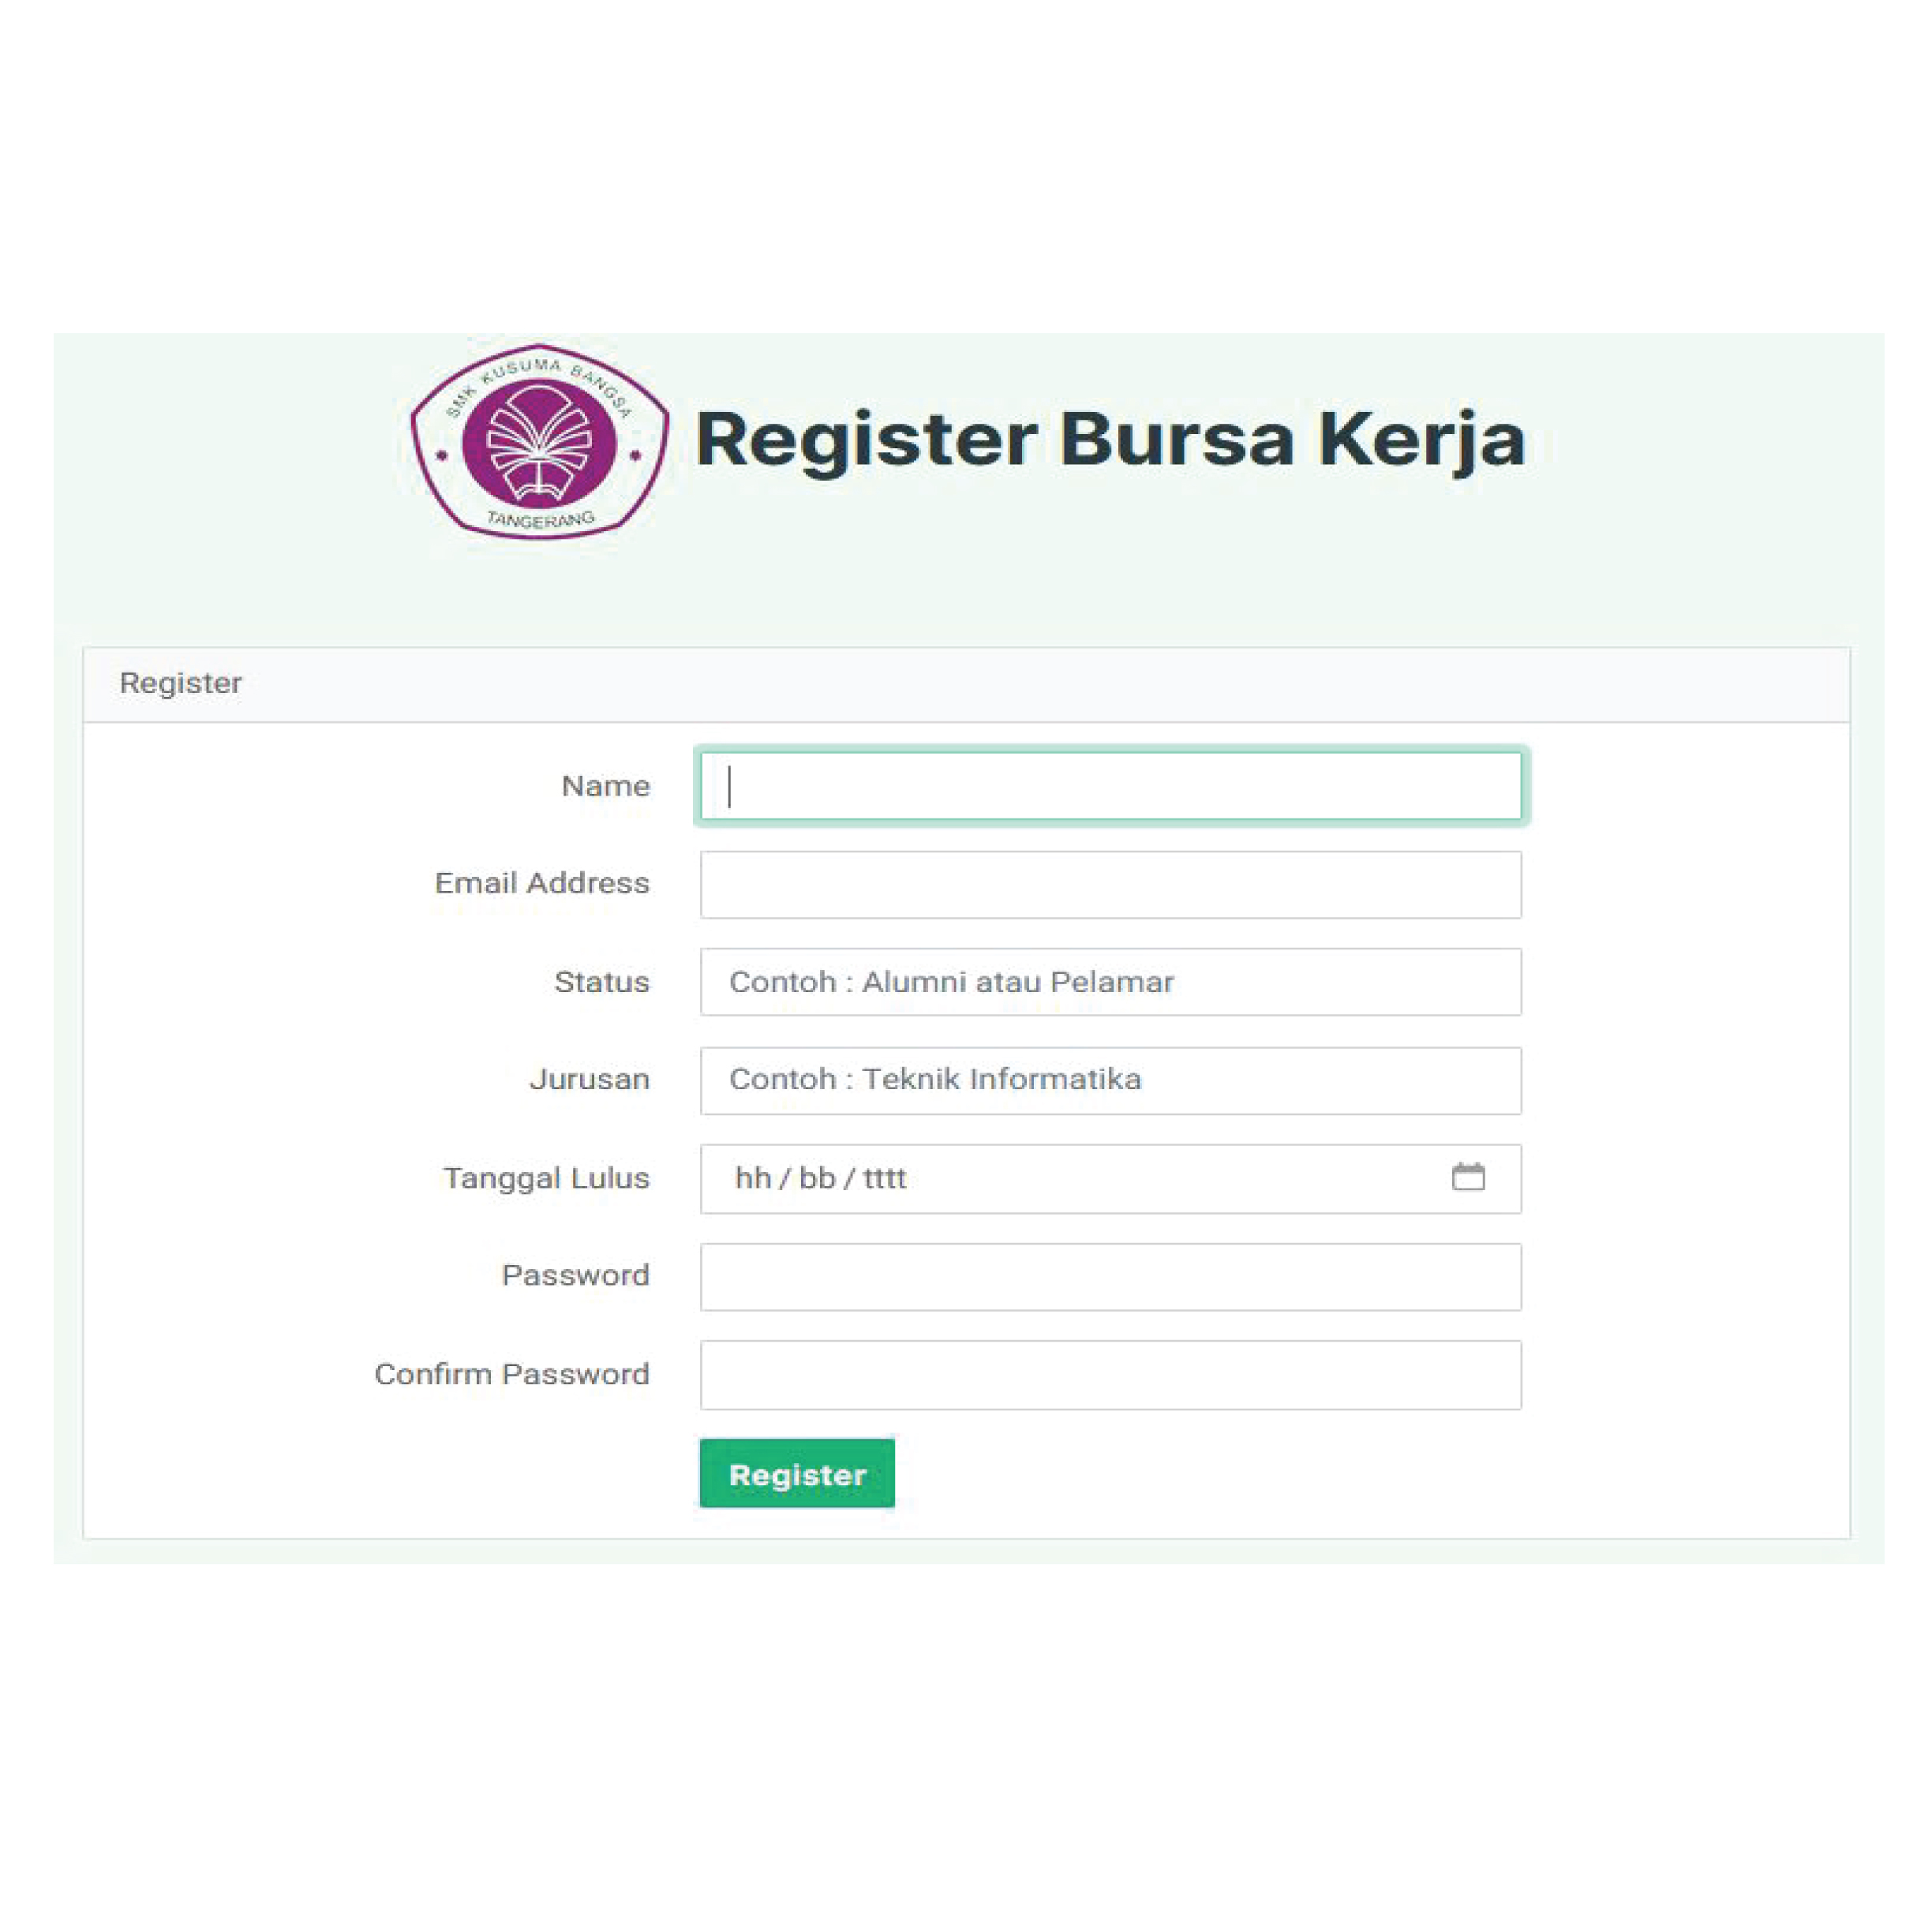 SMK KUSUMA BANGSA
TANGERANG
Register Bursa Kerja
Register
Name
Email Address
Status Contoh : Alumni atau Pelamar
Jurusan Contoh : Teknik Informatika
Tanggal Lulus hh / bb / tttt
Password
Confirm Password
Register